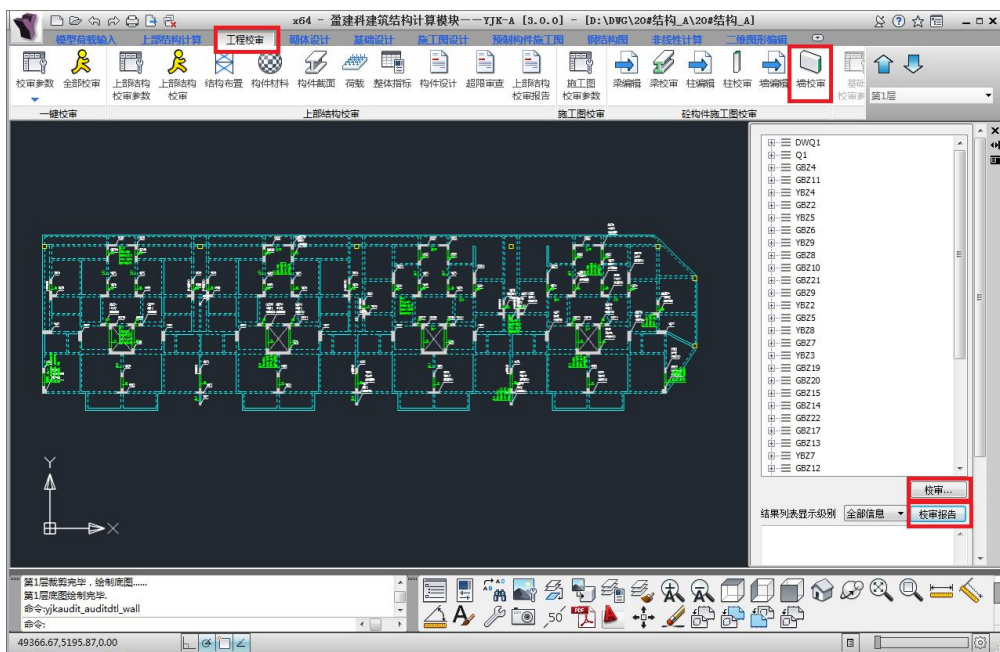 x64 - 盈建科建筑结构计算模块--YJK-A [3.0.0] - [D:\DWG\20#结构_A\20#结构_A]
模型荷载输入 上部结构计算 工程校审 砌体设计 基础设计 施工图设计 预制构件施工图 钢结构图 非线性计算 二维图形编辑
校审参数 全部校审 上部结构校审参数 上部结构校审 结构布置 构件材料 构件截面 荷载 整体指标 构件设计 超限审查 上部结构校审报告 施工图校审参数 梁编辑 梁校审 柱编辑 柱校审 墙编辑 墙校审 基础校审参 第1层
一键校审 上部结构校审 施工图校审 砼构件施工图校审
DWQ1
Q1
GBZ4
GBZ11
YBZ4
GBZ2
YBZ5
GBZ6
YBZ9
GBZ8
GBZ10
GBZ21
GBZ9
YBZ2
GBZ5
YBZ8
GBZ7
YBZ3
GBZ19
GBZ20
GBZ15
GBZ14
GBZ22
GBZ17
GBZ13
YBZ7
GBZ12
校审...
结果列表显示级别 全部信息 校审报告
Y
X
第1层裁剪完毕，绘制底图......
第1层底图绘制完毕.
命令:yjkaudit_auditdtl_wall
命令:
49366.67,5195.87,0.00